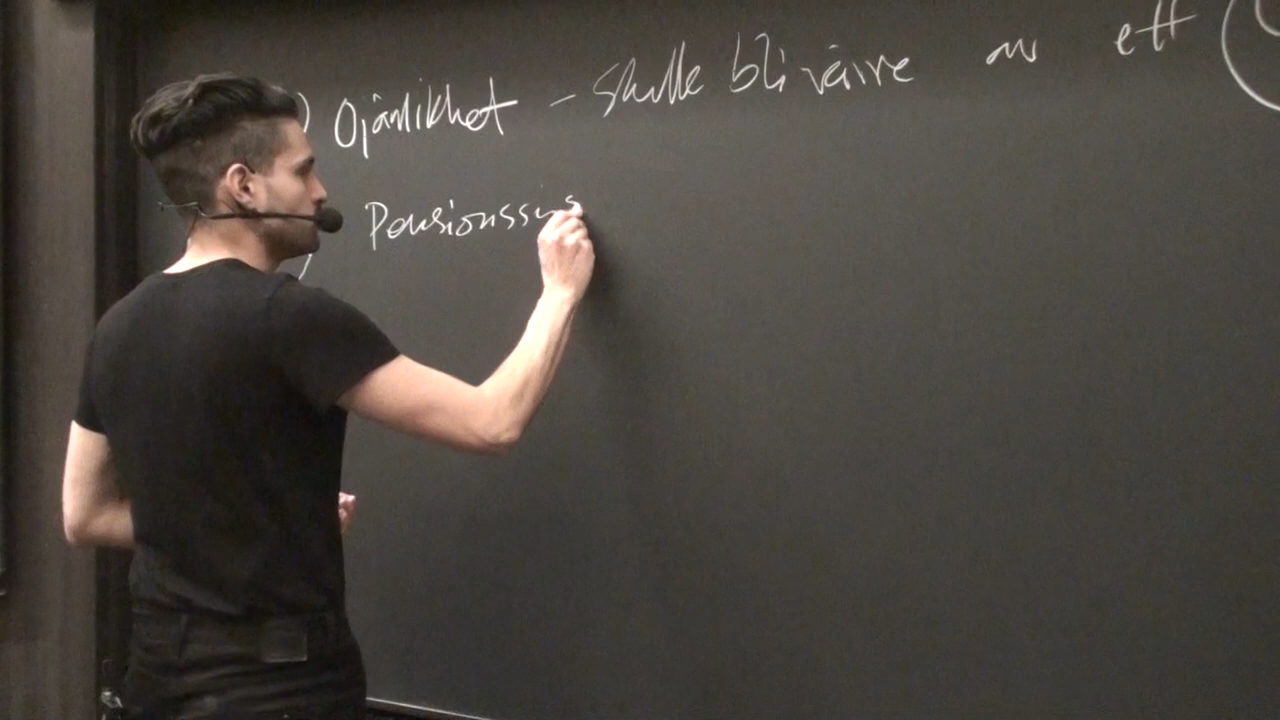 ) Ojämlikhet - skulle bli värre av ett
) Pensionssys